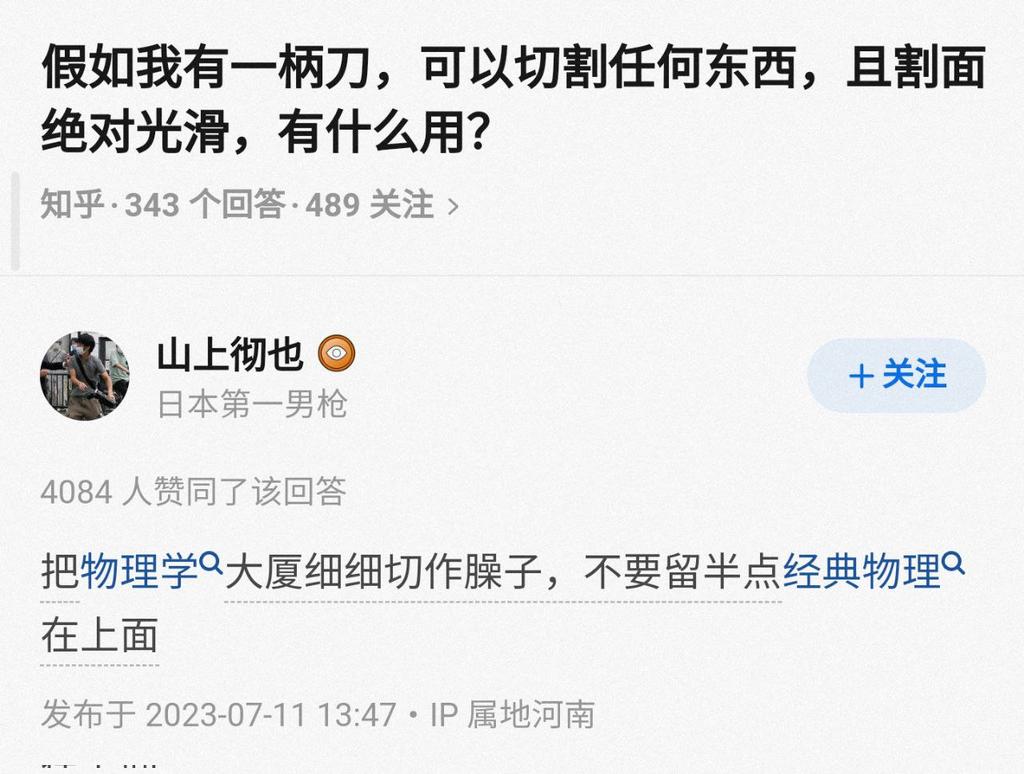 假如我有一柄刀，可以切割任何东西，且割面
绝对光滑，有什么用？
知乎·343 个回答·489 关注 >
山上彻也
日本第一男枪
＋关注
4084 人赞同了该回答
把物理学大厦细细切作臊子，不要留半点经典物理
在上面
发布于 2023-07-11 13:47・IP 属地河南